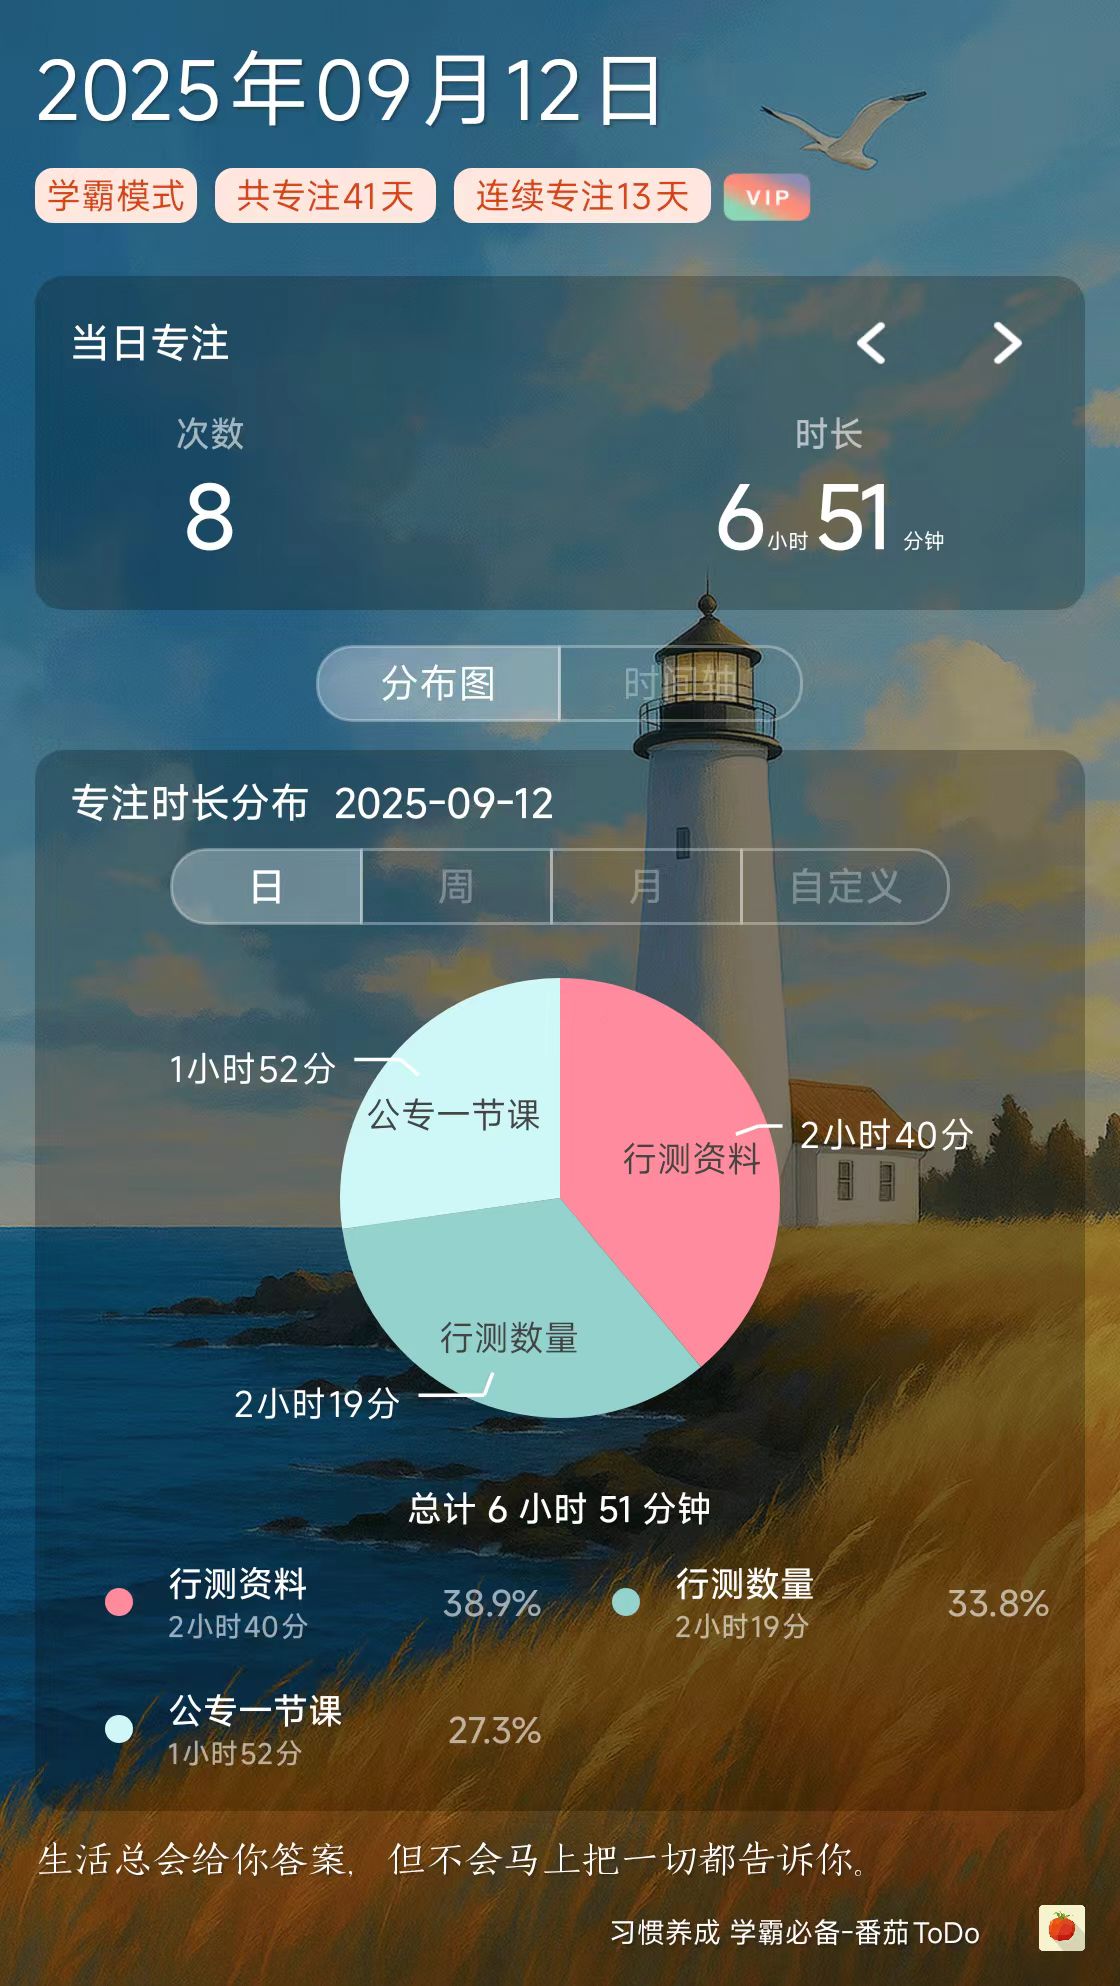 2025年09月12日
学霸模式 共专注41天 连续专注13天 VIP
当日专注
次数 时长
8 6小时51分钟
分布图 时间轴
专注时长分布 2025-09-12
日 周 月 自定义
1小时52分
公专一节课
2小时40分
行测资料
行测数量
2小时19分
总计 6 小时 51 分钟
行测资料 38.9% 行测数量 33.8%
2小时40分 2小时19分
公专一节课 27.3%
1小时52分
生活总会给你答案，但不会马上把一切都告诉你。
习惯养成 学霸必备-番茄ToDo